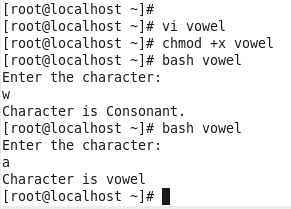 [root@localhost ~]#
[root@localhost ~]# vi vowel
[root@localhost ~]# chmod +x vowel
[root@localhost ~]# bash vowel
Enter the character:
w
Character is Consonant.
[root@localhost ~]# bash vowel
Enter the character:
a
Character is vowel
[root@localhost ~]#